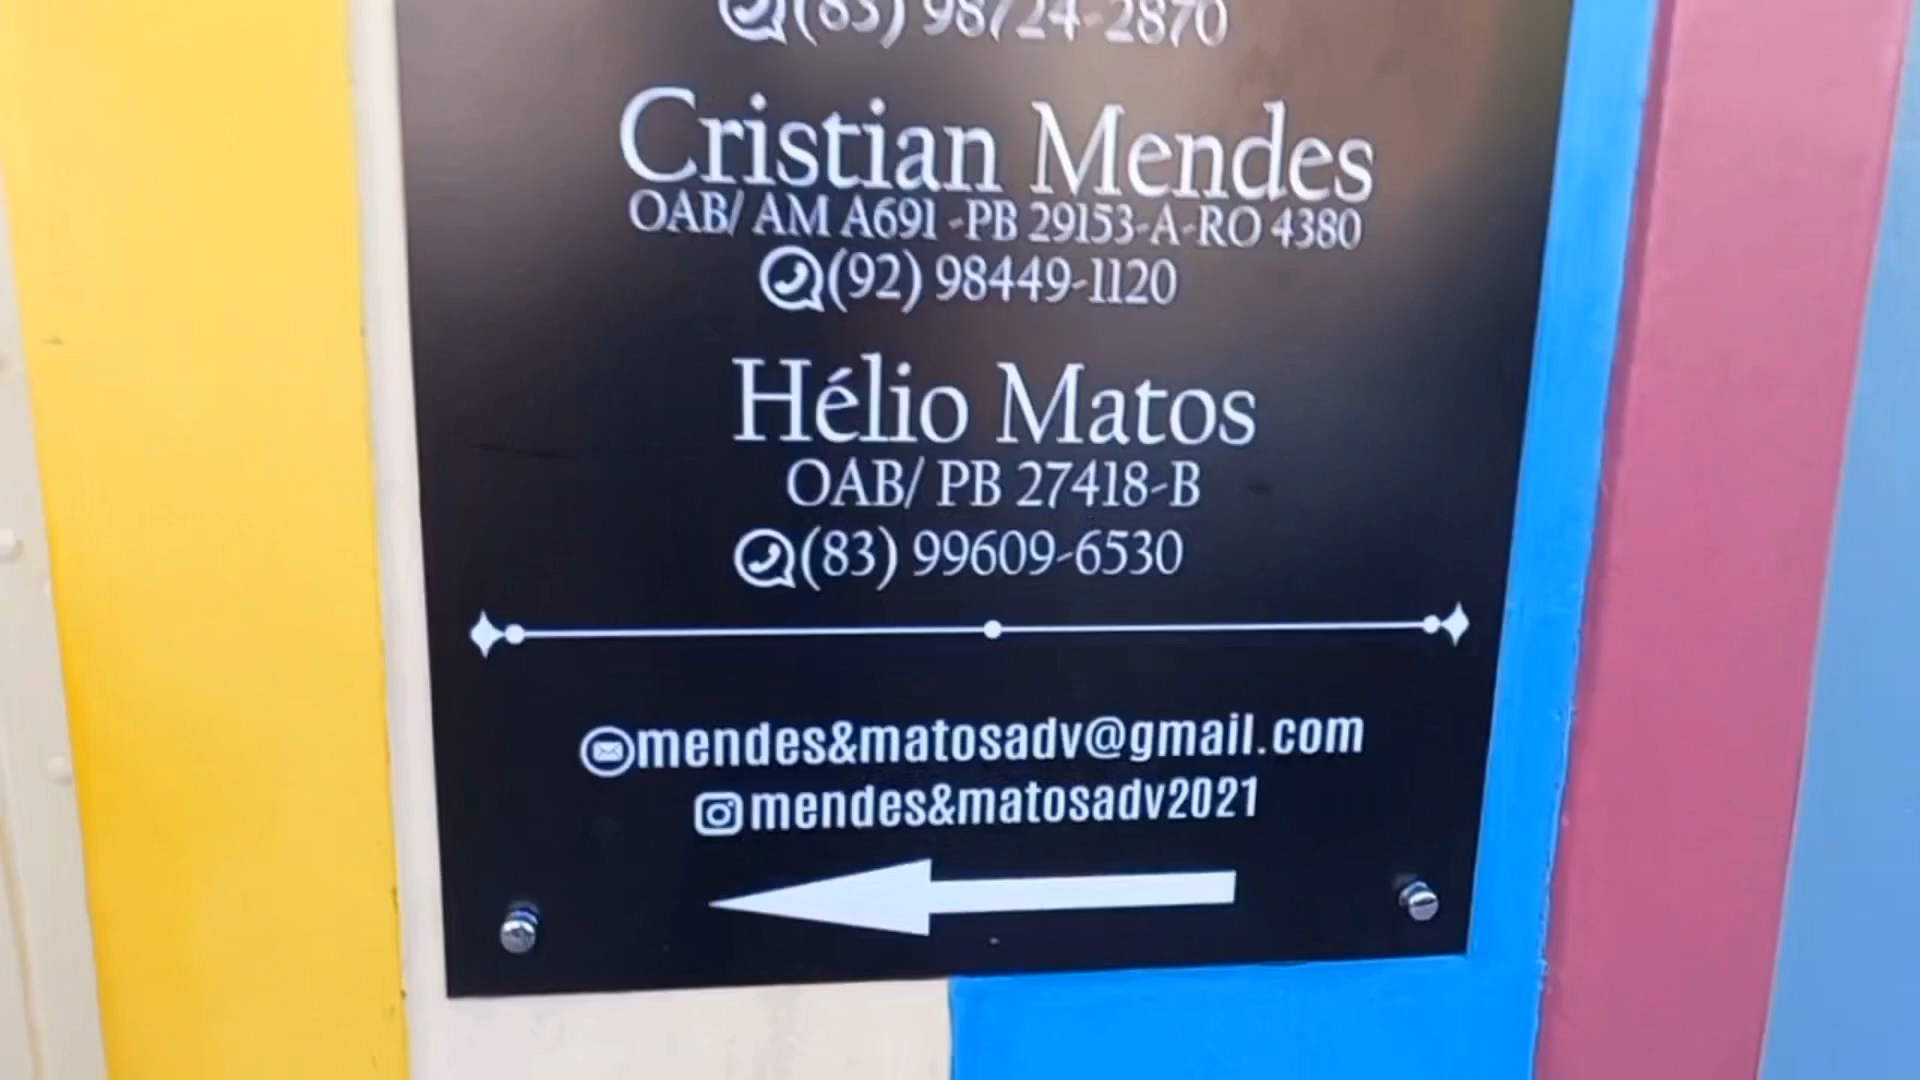 (83) 98724-2870
Cristian Mendes
OAB/ AM A691 -PB 29153-A-RO 4380
(92) 98449-1120
Hélio Matos
OAB/ PB 27418-B
(83) 99609-6530
mendes&matosadv@gmail.com
mendes&matosadv2021